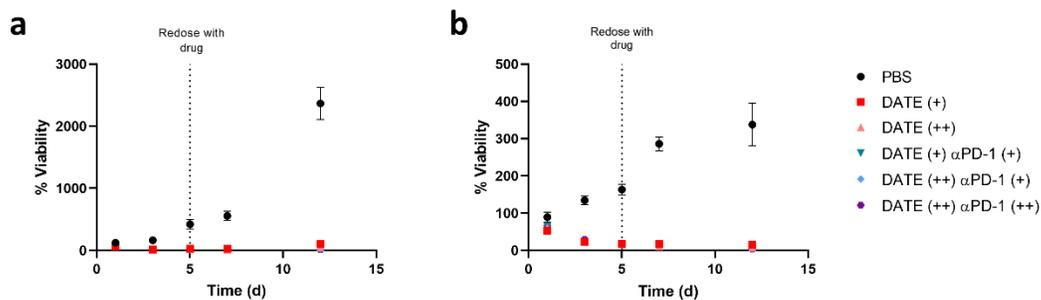 a
Redose with
drug
3000
2000
1000
0
% Viability
0 5 10 15
Time (d)
b
Redose with
drug
500
400
300
200
100
0
% Viability
0 5 10 15
Time (d)
PBS
DATE (+)
DATE (++)
DATE (+) αPD-1 (+)
DATE (++) αPD-1 (+)
DATE (++) αPD-1 (++)